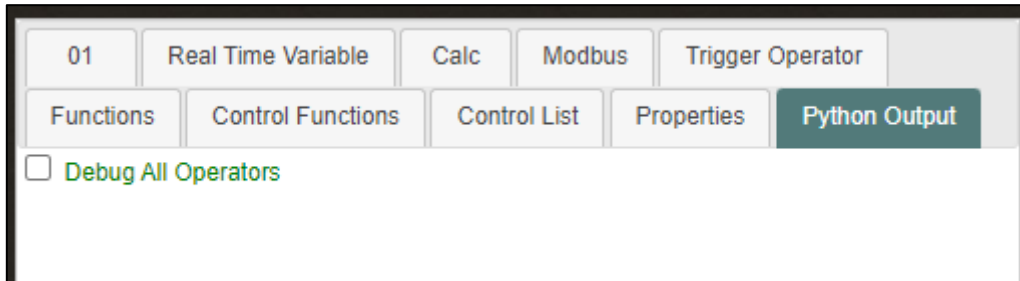 01 Real Time Variable Calc Modbus Trigger Operator
Functions Control Functions Control List Properties Python Output
Debug All Operators